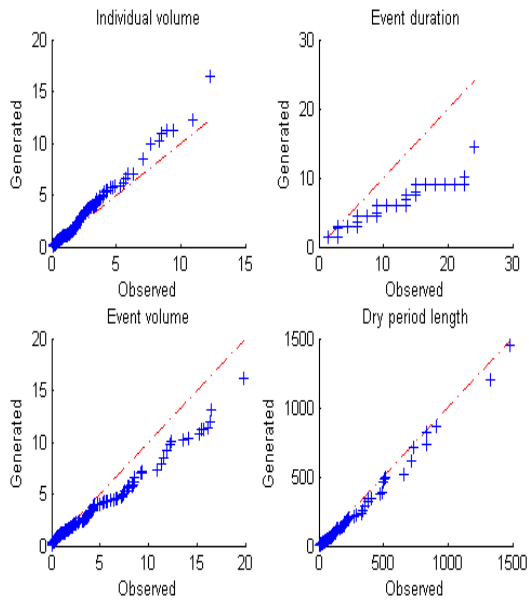 Individual volume
20
15
10
5
0
Generated
0
5
10
15
Observed
Event duration
30
20
10
0
Generated
0
10
20
30
Observed
Event volume
20
15
10
5
0
Generated
0
5
10
15
20
Observed
Dry period length
1500
1000
500
0
Generated
0
500
1000
1500
Observed